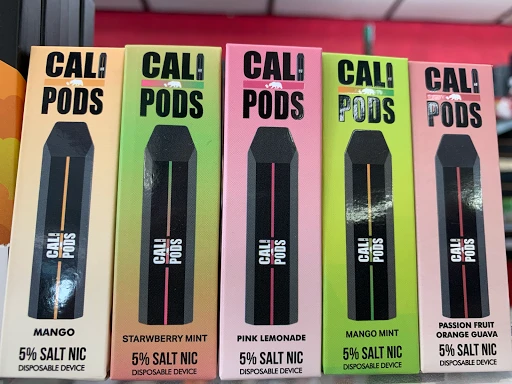 CALI
PODS
CALI
PODS
MANGO
5% SALT NIC
DISPOSABLE DEVICE
CALI
PODS
CALI
PODS
STARWBERRY MINT
5% SALT NIC
DISPOSABLE DEVICE
CALI
PODS
CALI
PODS
PINK LEMONADE
5% SALT NIC
DISPOSABLE DEVICE
CALI
PODS
CALI
PODS
MANGO MINT
5% SALT NIC
DISPOSABLE DEVICE
CALI
PODS
CALI
PODS
PASSION FRUIT
ORANGE GUAVA
5% SALT NIC
DISPOSABLE DEVICE